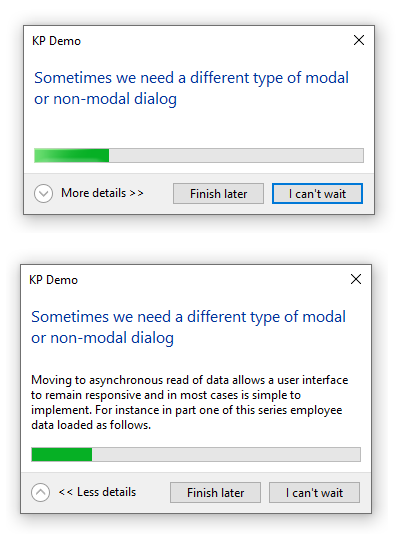 KP Demo
Sometimes we need a different type of modal
or non-modal dialog
More details >>
Finish later
I can't wait
KP Demo
Sometimes we need a different type of modal
or non-modal dialog
Moving to asynchronous read of data allows a user interface
to remain responsive and in most cases is simple to
implement. For instance in part one of this series employee
data loaded as follows.
<< Less details
Finish later
I can't wait